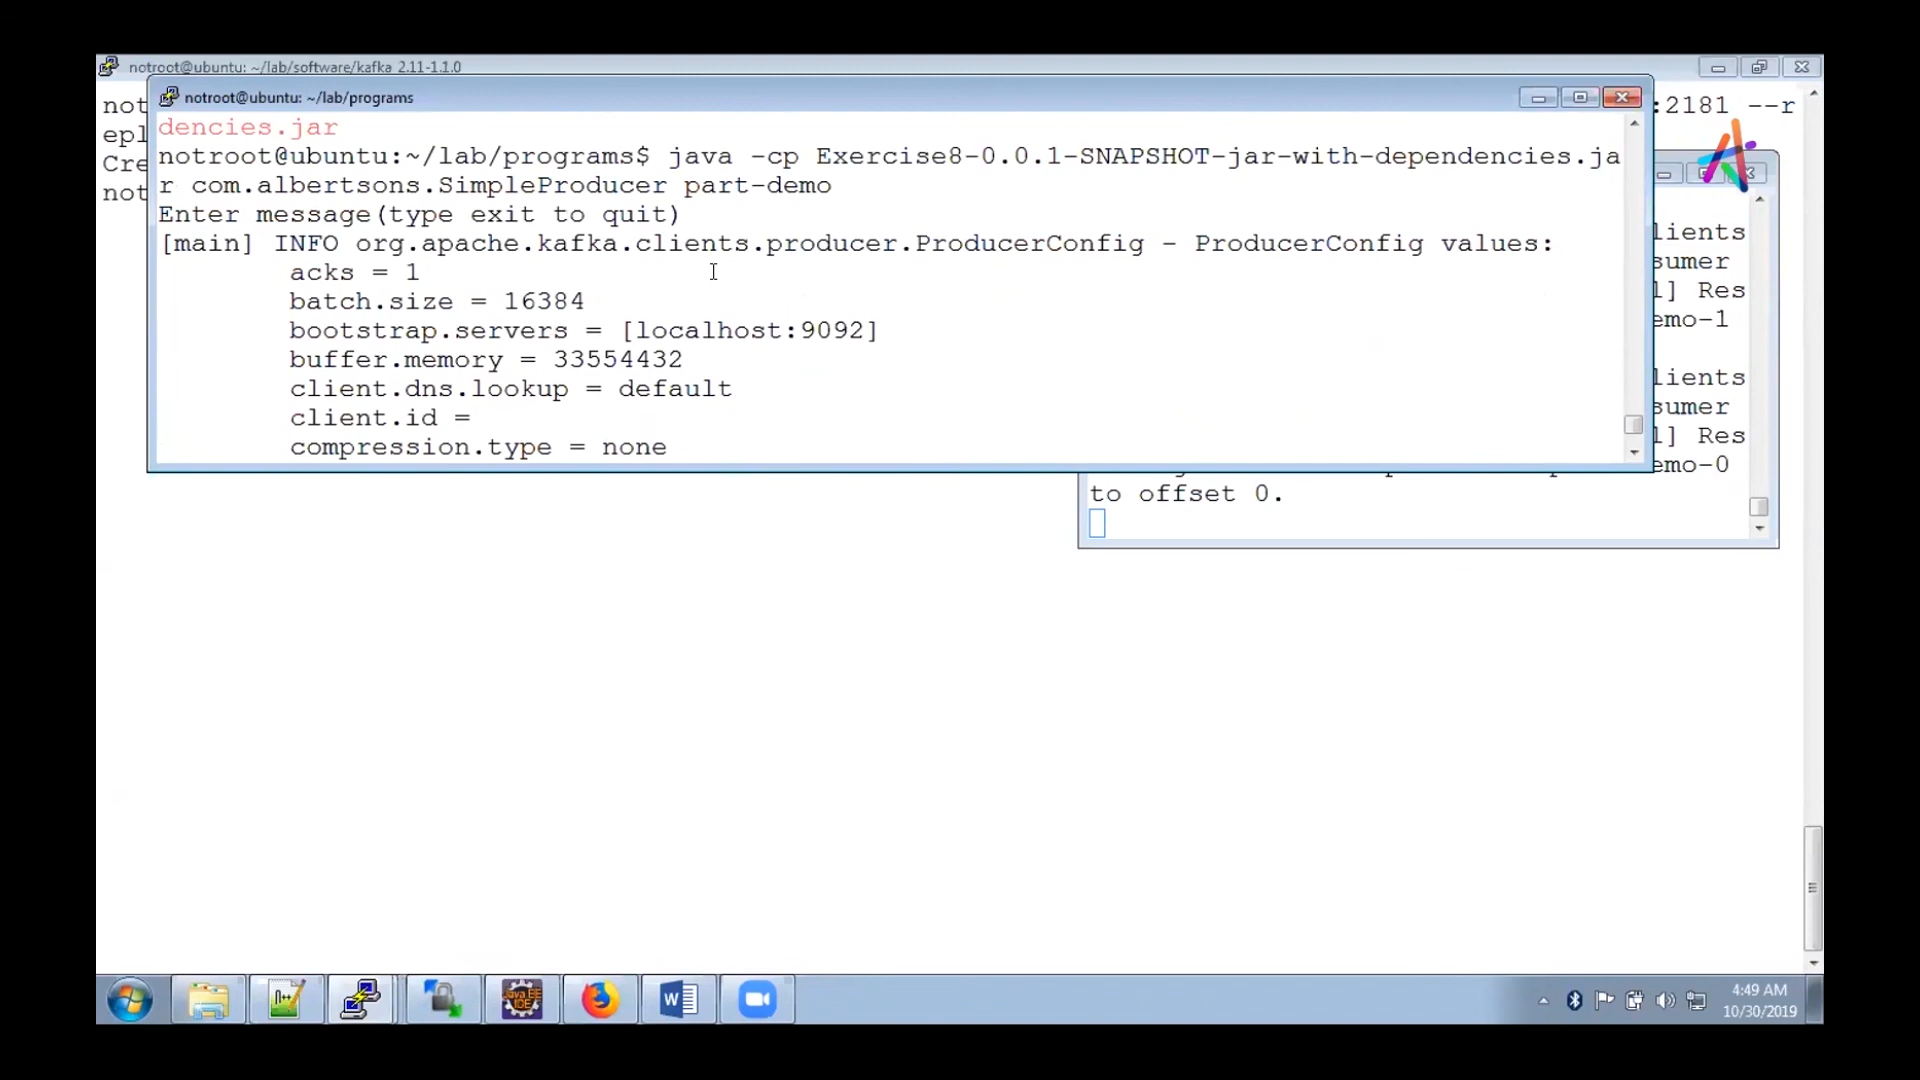 notroot@ubuntu: ~/lab/software/kafka_2.11-1.1.0
not
:2181 --r
epl
Cre
not
notroot@ubuntu: ~/lab/programs
dencies.jar
notroot@ubuntu:~/lab/programs$ java -cp Exercise8-0.0.1-SNAPSHOT-jar-with-dependencies.ja
r com.albertsons.SimpleProducer part-demo
Enter message(type exit to quit)
[main] INFO org.apache.kafka.clients.producer.ProducerConfig - ProducerConfig values:
acks = 1
batch.size = 16384
bootstrap.servers = [localhost:9092]
buffer.memory = 33554432
client.dns.lookup = default
client.id =
compression.type = none
lients
sumer
l] Res
emo-1
lients
sumer
l] Res
emo-0
to offset 0.
4:49 AM
10/30/2019